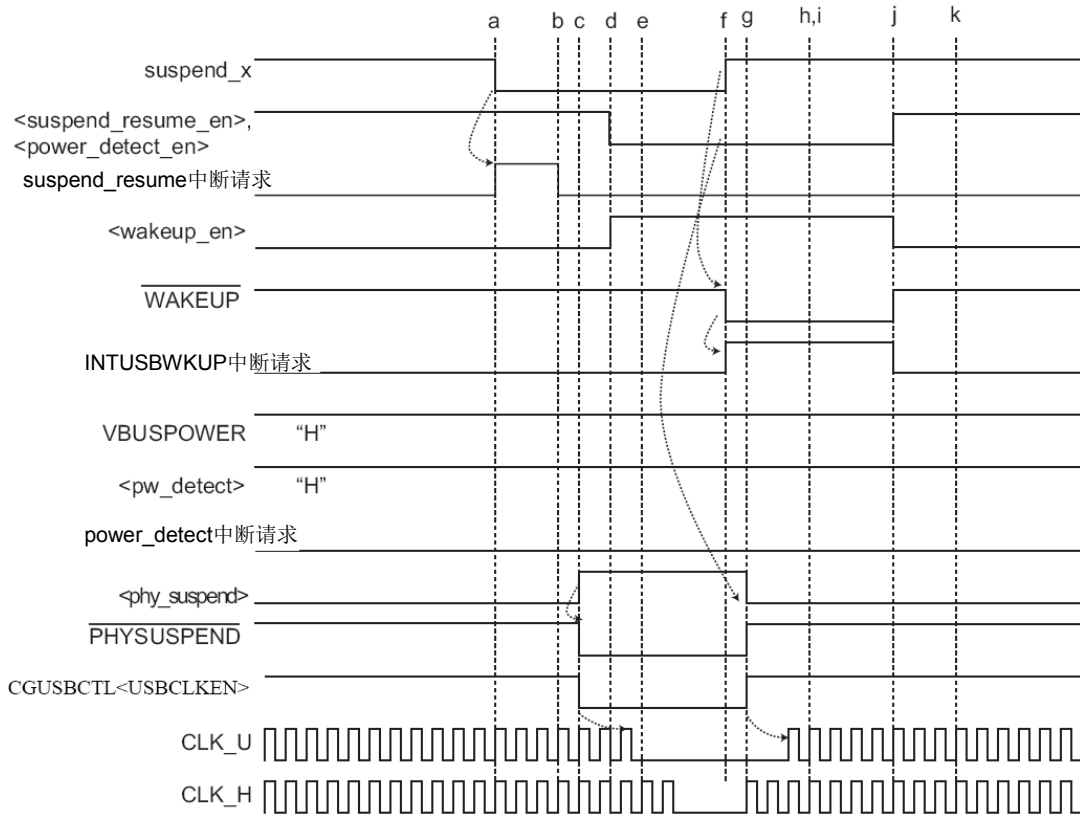 a b c d e f g h,i j k
suspend_x
<suspend_resume_en>,
<power_detect_en>
suspend_resume中断请求
<wakeup_en>
WAKEUP
INTUSBWKUP中断请求
VBUSPOWER “H”
<pw_detect> “H”
power_detect中断请求
<phy_suspend>
PHYSUSPEND
CGUSBCTL<USBCLKEN>
CLK_U
CLK_H